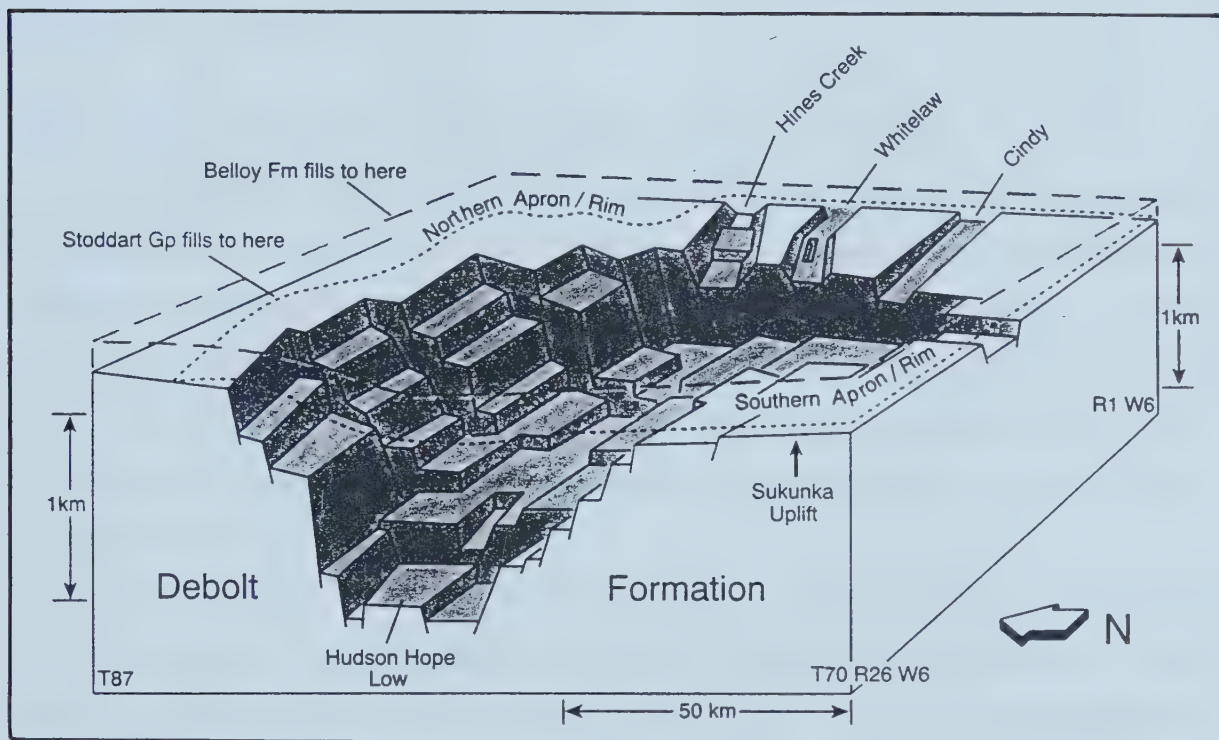 Hines Creek
Whitelaw
Cindy
Belloy Fm fills to here
Northern Apron / Rim
Stoddart Gp fills to here
1km
Southern Apron / Rim
R1 W6
1km
Sukunka
Uplift
Debolt
Formation
N
Hudson Hope
Low
T87
T70 R26 W6
50 km